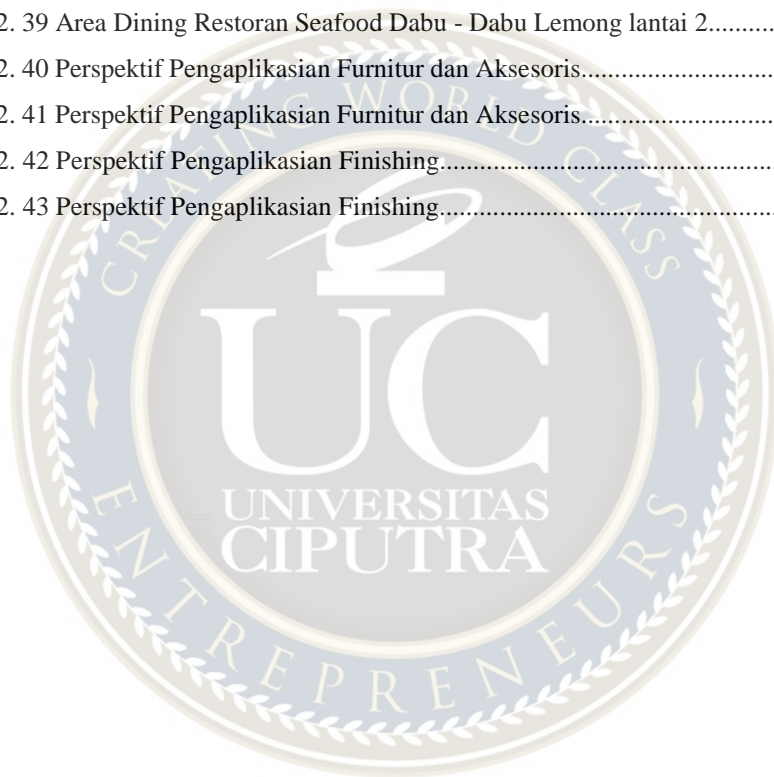 2. 39 Area Dining Restoran Seafood Dabu - Dabu Lemong lantai 2..........
2. 40 Perspektif Pengaplikasian Furnitur dan Aksesoris.............................
2. 41 Perspektif Pengaplikasian Furnitur dan Aksesoris.............................
2. 42 Perspektif Pengaplikasian Finishing...................................................
2. 43 Perspektif Pengaplikasian Finishing...................................................
CREATING WORLD CLASS
UC
UNIVERSITAS
CIPUTRA
ENTREPRENEURS